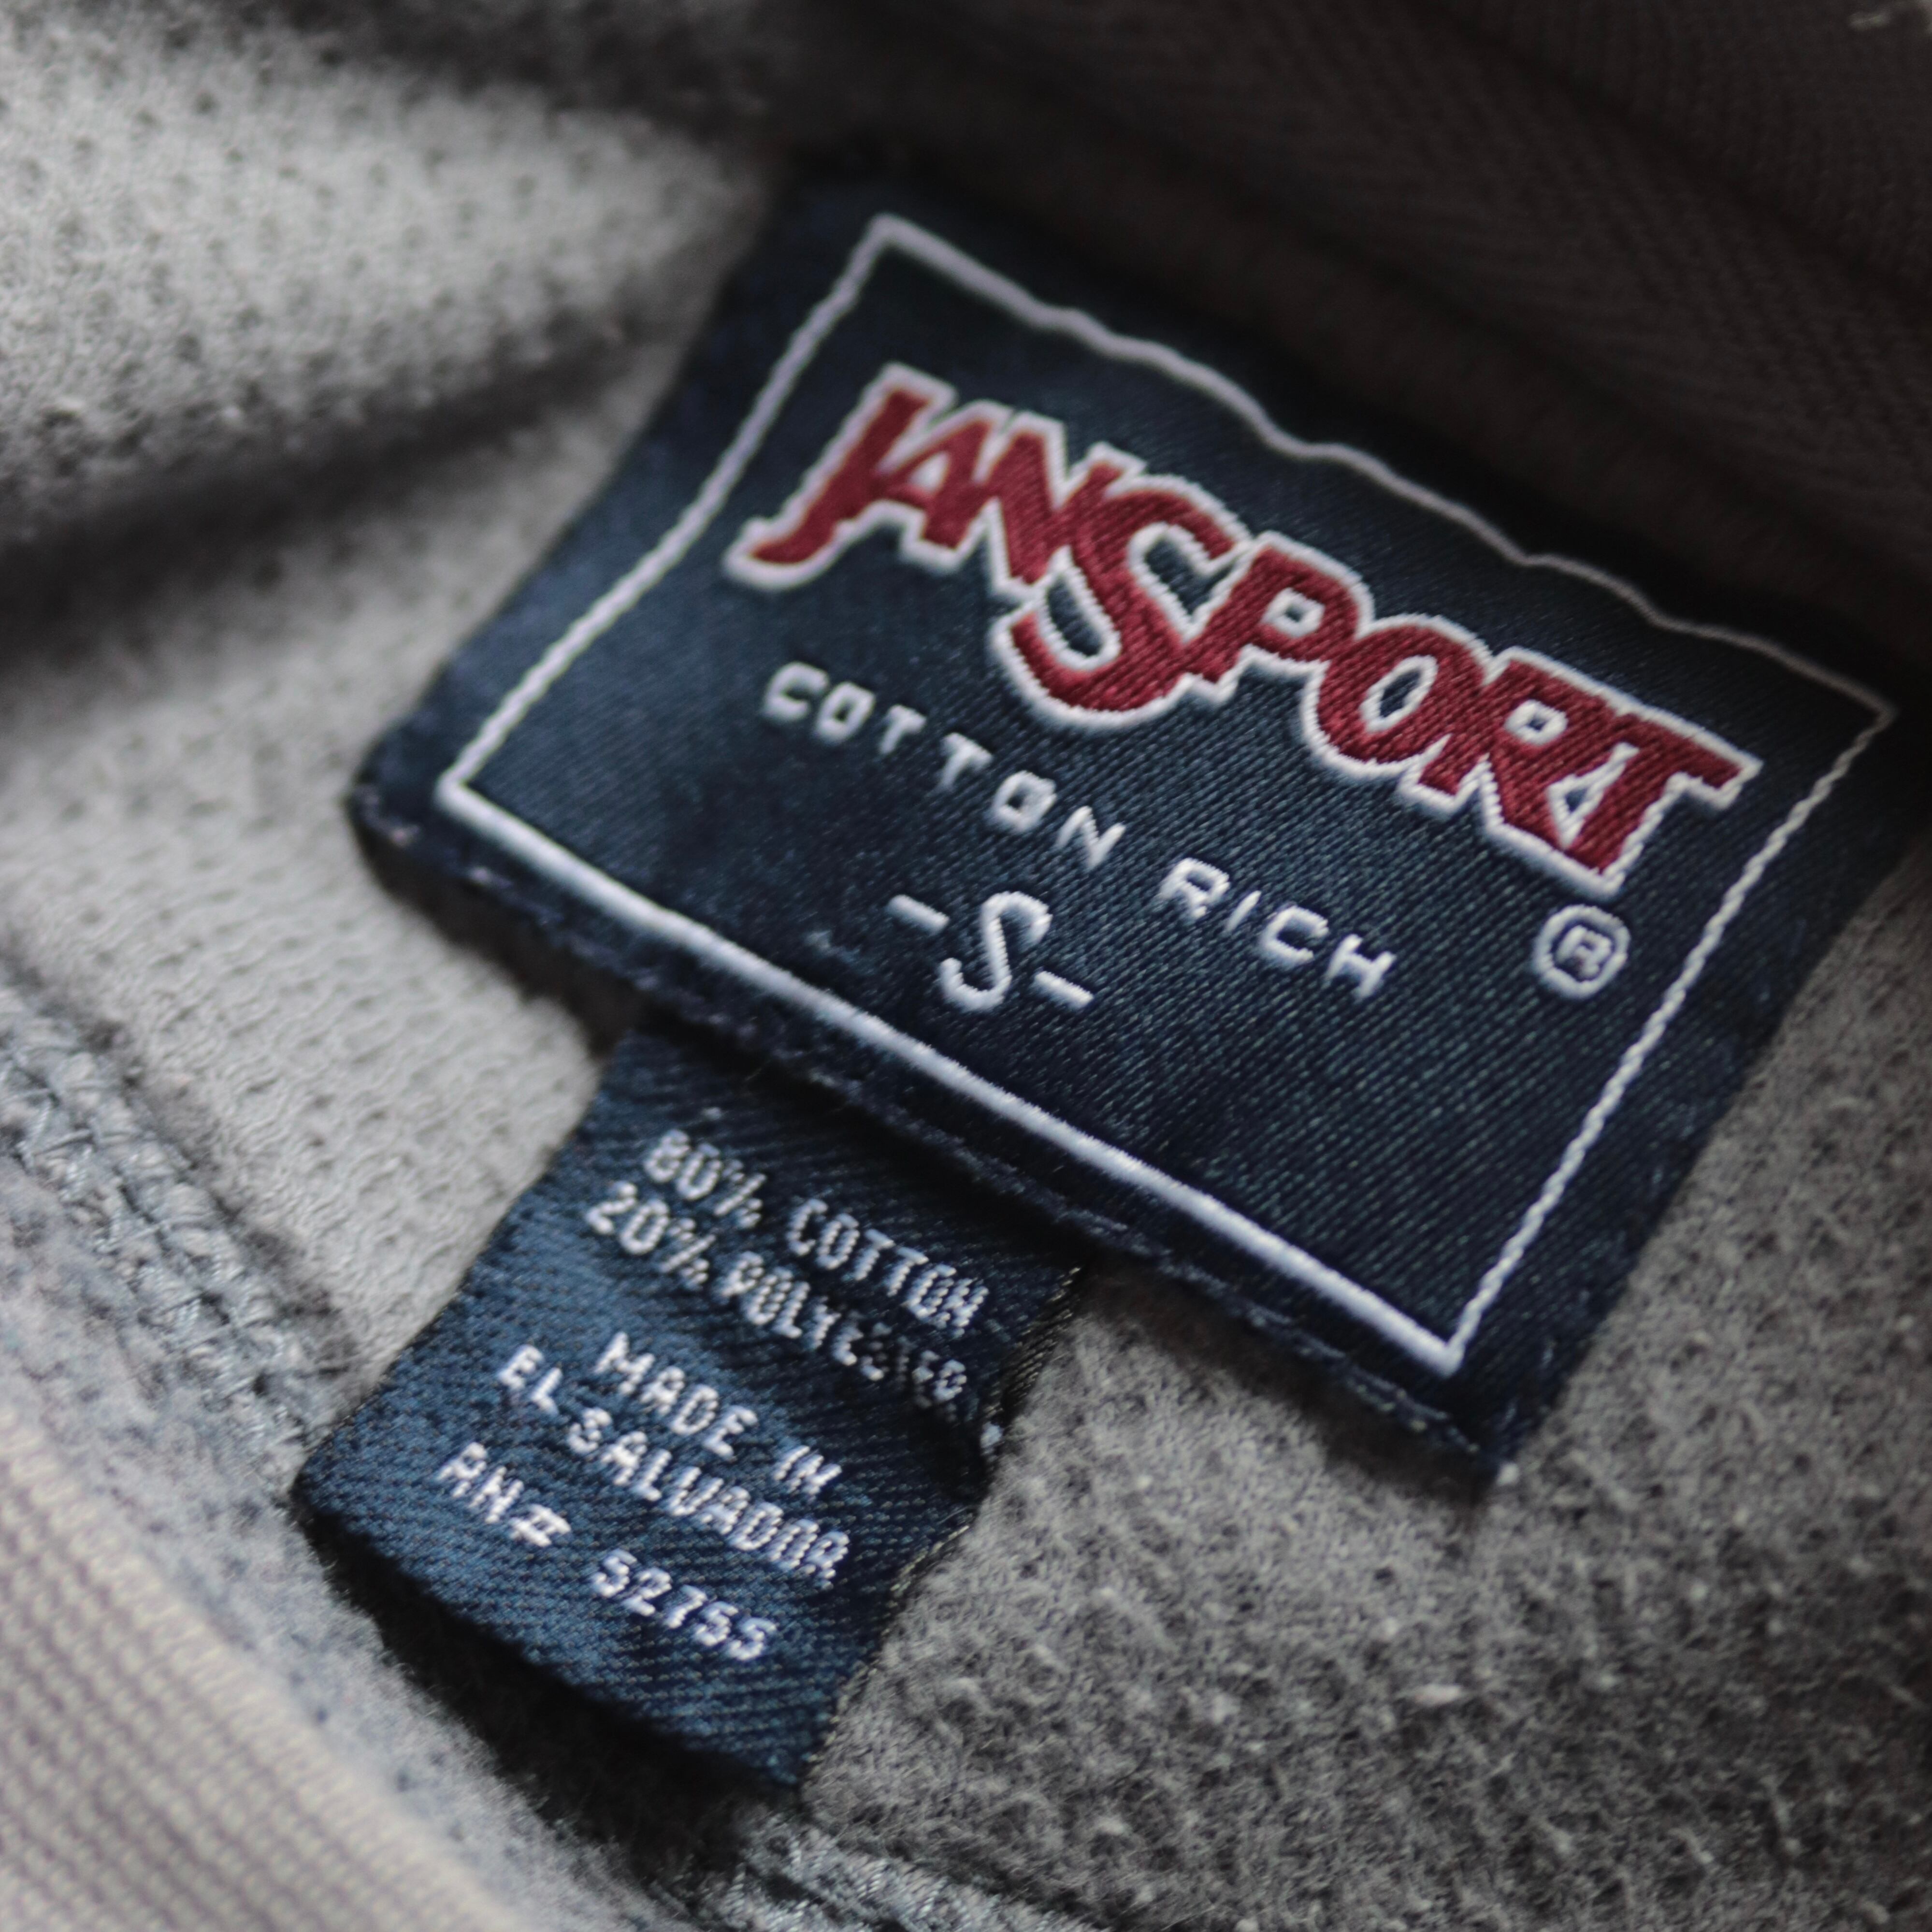 JANSPORT
®
COTTON RICH
-S-
80% COTTON
20% POLYESTER
MADE IN
EL SALVADOR
RN# 52755